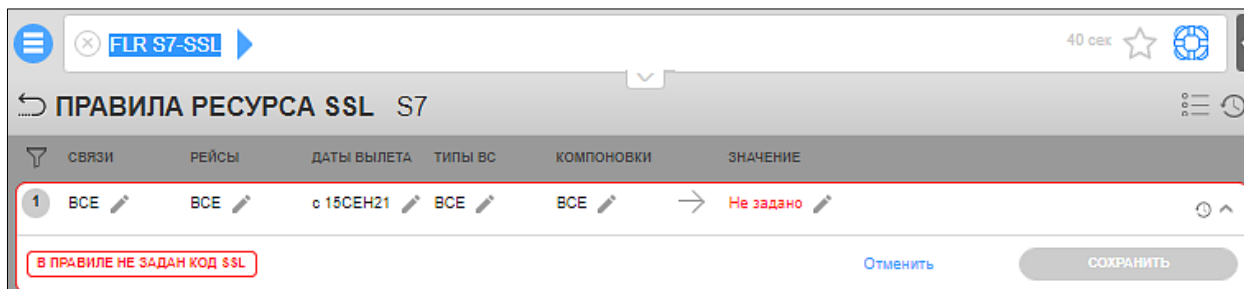 FLR S7-SSL 40 сек
ПРАВИЛА РЕСУРСА SSL S7
СВЯЗИ РЕЙСЫ ДАТЫ ВЫЛЕТА ТИПЫ ВС КОМПОНОВКИ ЗНАЧЕНИЕ
1 ВСЕ ВСЕ с 15СЕН21 ВСЕ ВСЕ Не задано
В ПРАВИЛЕ НЕ ЗАДАН КОД SSL Отменить СОХРАНИТЬ